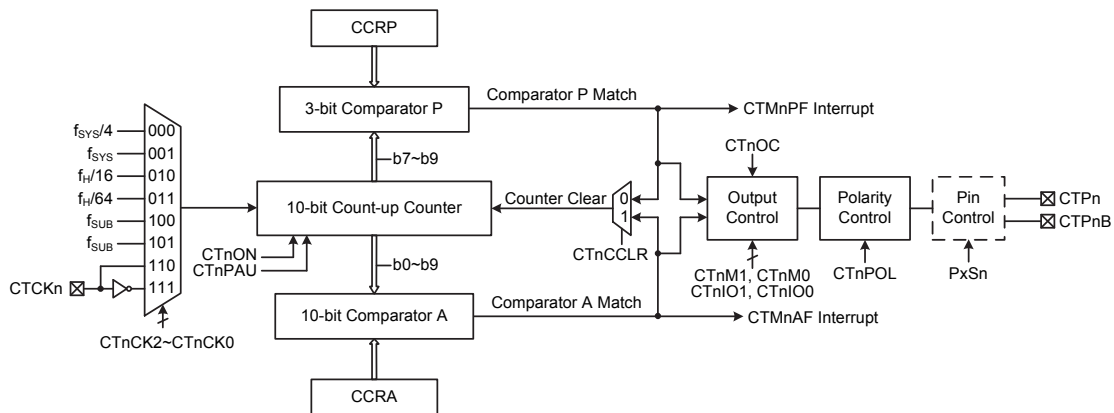 CCRP
3-bit Comparator P
Comparator P Match
CTMnPF Interrupt
b7~b9
fSYS/4
000
fSYS
001
fH/16
010
fH/64
011
fSUB
100
fSUB
101
110
111
CTCKn
CTnCK2~CTnCK0
10-bit Count-up Counter
CTnON
CTnPAU
Counter Clear
0
1
CTnCCLR
CTnOC
Output
Control
CTnM1, CTnM0
CTnIO1, CTnIO0
Polarity
Control
CTnPOL
Pin
Control
PxSn
CTPn
CTPnB
b0~b9
10-bit Comparator A
Comparator A Match
CTMnAF Interrupt
CCRA